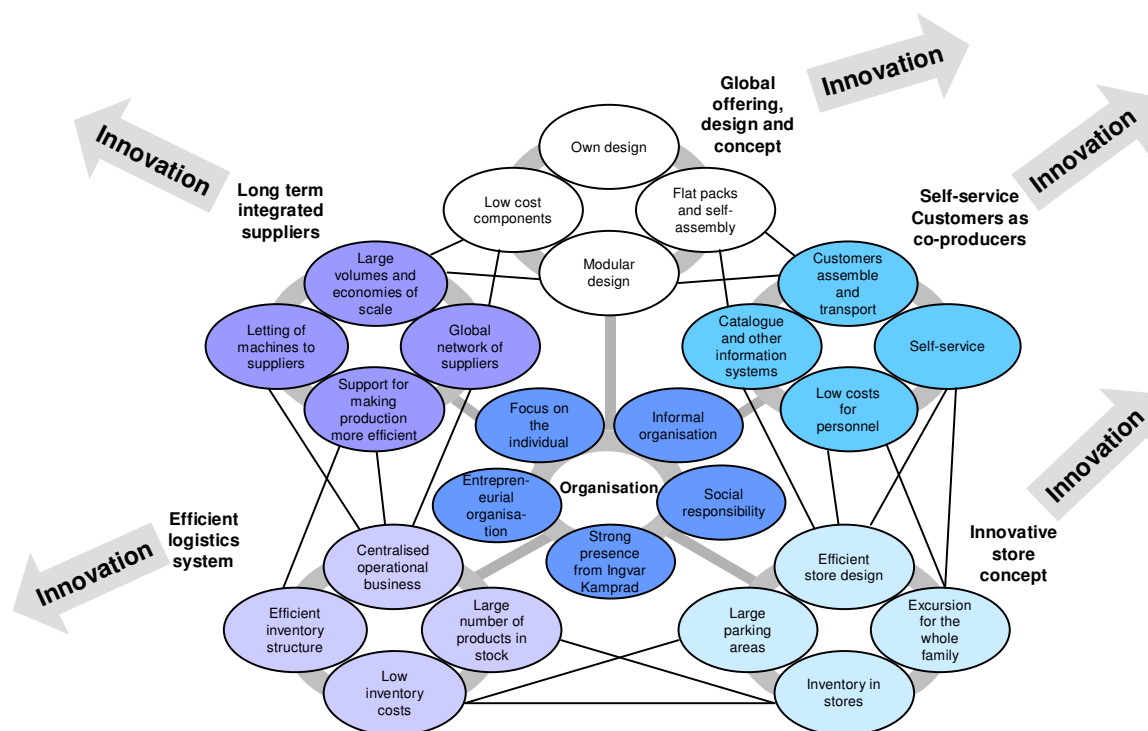 Innovation
Global
offering,
design and
concept
Innovation
Innovation
Own design
Long term
integrated
suppliers
Low cost
components
Flat packs
and self-
assembly
Self-service
Customers as
co-producers
Modular
design
Large
volumes and
economies of
scale
Customers
assemble
and
transport
Letting of
machines to
suppliers
Global
network of
suppliers
Catalogue
and other
information
systems
Self-service
Support for
making
production
more efficient
Low costs
for
personnel
Focus on
the
individual
Informal
organisation
Innovation
Entrepren-
eurial
organisa-
tion
Organisation
Social
responsibility
Strong
presence
from Ingvar
Kamprad
Innovation
Efficient
logistics
system
Centralised
operational
business
Efficient
store design
Innovative
store
concept
Efficient
inventory
structure
Large
number of
products in
stock
Large
parking
areas
Excursion
for the
whole
family
Low
inventory
costs
Inventory in
stores